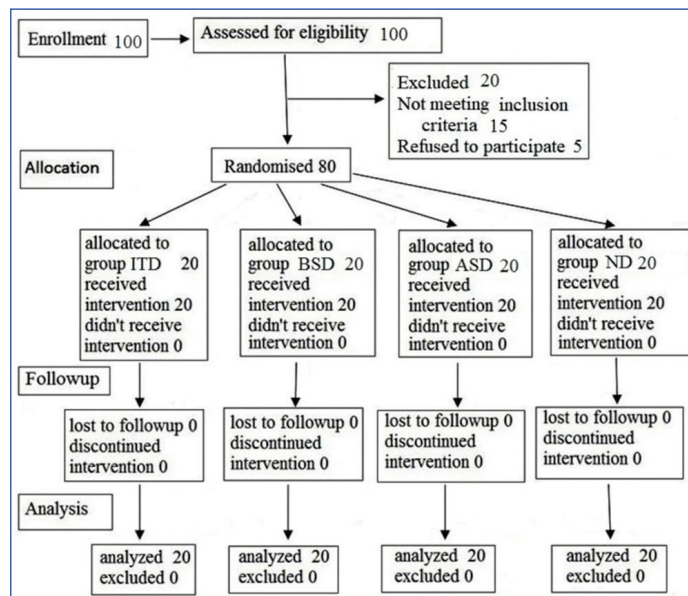 Enrollment 100
Assessed for eligibility 100
Excluded 20
Not meeting inclusion
criteria 15
Refused to participate 5
Allocation
Randomised 80
allocated to
group ITD 20
received
intervention 20
didn't receive
intervention 0
allocated to
group BSD 20
received
intervention 20
didn't receive
intervention 0
allocated to
group ASD 20
received
intervention 20
didn't receive
intervention 0
allocated to
group ND 20
received
intervention 20
didn't receive
intervention 0
Followup
lost to followup 0
discontinued
intervention 0
lost to followup 0
discontinued
intervention 0
lost to followup 0
discontinued
intervention 0
lost to followup 0
discontinued
intervention 0
Analysis
analyzed 20
excluded 0
analyzed 20
excluded 0
analyzed 20
excluded 0
analyzed 20
excluded 0